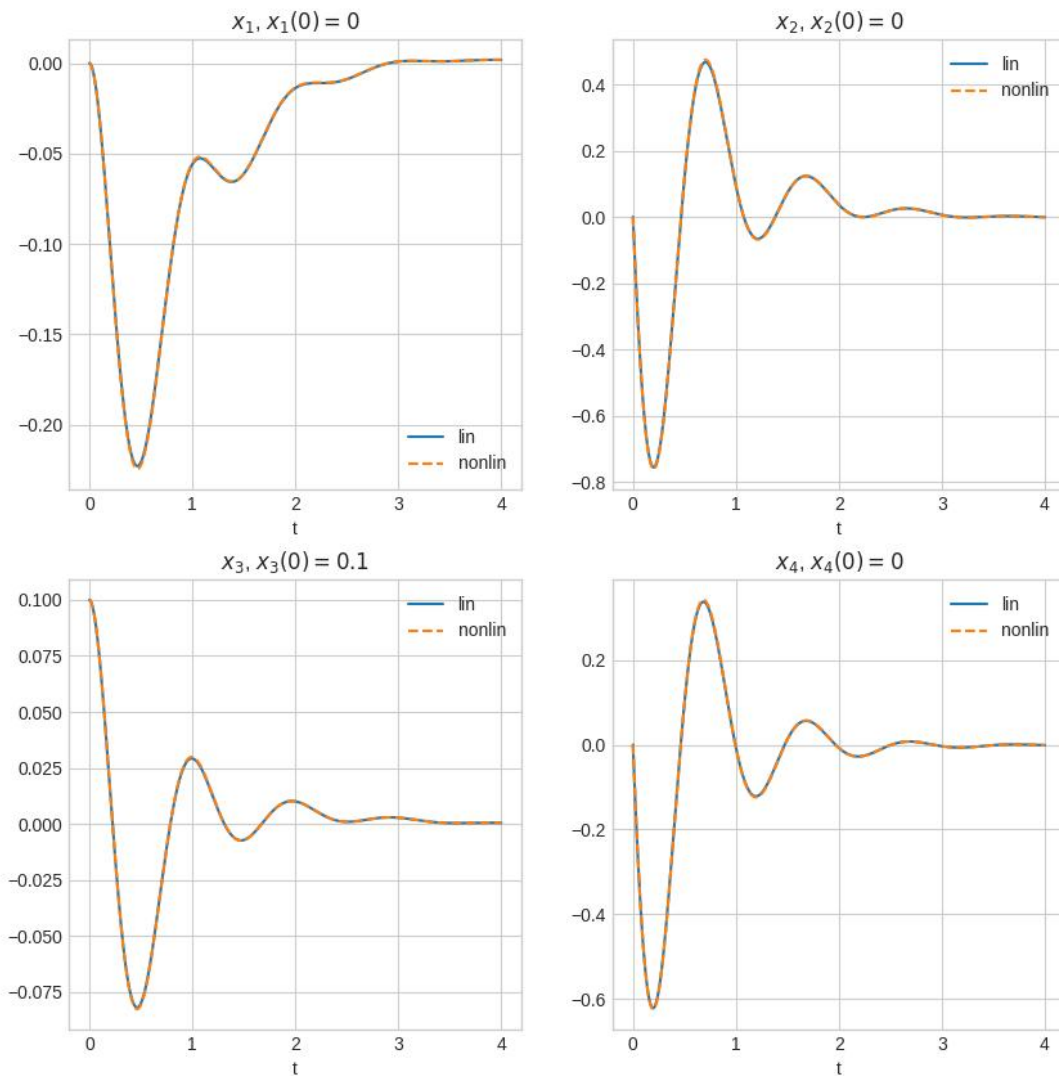 x₁, x₁(0) = 0
0.00
−0.05
−0.10
−0.15
−0.20
lin
nonlin
0 1 2 3 4
t
x₂, x₂(0) = 0
0.4
0.2
0.0
−0.2
−0.4
−0.6
−0.8
lin
nonlin
0 1 2 3 4
t
x₃, x₃(0) = 0.1
0.100
0.075
0.050
0.025
0.000
−0.025
−0.050
−0.075
lin
nonlin
0 1 2 3 4
t
x₄, x₄(0) = 0
0.2
0.0
−0.2
−0.4
−0.6
lin
nonlin
0 1 2 3 4
t